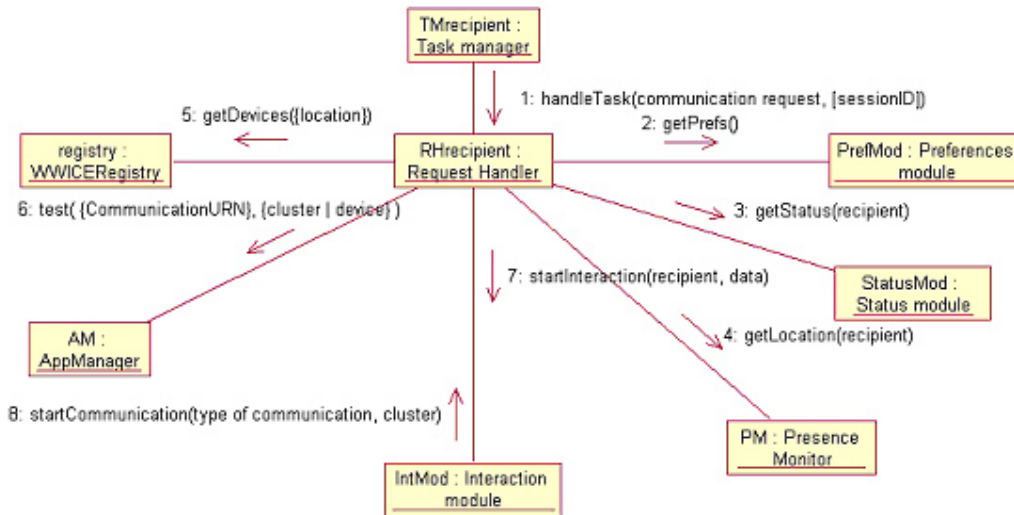 TMrecipient :
Task manager
1: handleTask(communication request, [sessionID])
5: getDevices({location})
2: getPrefs()
registry :
WWICERegistry
RHrecipient :
Request Handler
PrefMod : Preferences
module
6: test( {CommunicationURN}, {cluster | device} )
3: getStatus(recipient)
7: startInteraction(recipient, data)
StatusMod :
Status module
AM :
AppManager
4: getLocation(recipient)
8: startCommunication(type of communication, cluster)
PM : Presence
Monitor
IntMod : Interaction
module